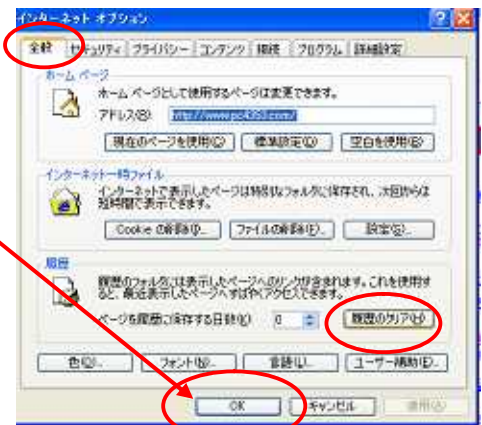 インターネット オプション
全般 セキュリティ プライバシー コンテンツ 接続 プログラム 詳細設定
ホーム ページ
ホーム ページとして使用するページは変更できます。
アドレス(R):
現在のページを使用(C) 標準設定(D) 空白を使用(B)
インターネット一時ファイル
インターネットで表示したページは特別なフォルダに保存され、次回からは
短時間で表示できます。
Cookie の削除(I)... ファイルの削除(F)... 設定(S)...
履歴
履歴のフォルダには表示したページへのリンクが含まれます。これを使用す
ると、最近表示したページへすばやくアクセスできます。
ページを履歴に保存する日数(K): 0 履歴のクリア(H)
色(O)... フォント(N)... 言語(L)... ユーザー補助(E)...
OK キャンセル 適用(A)